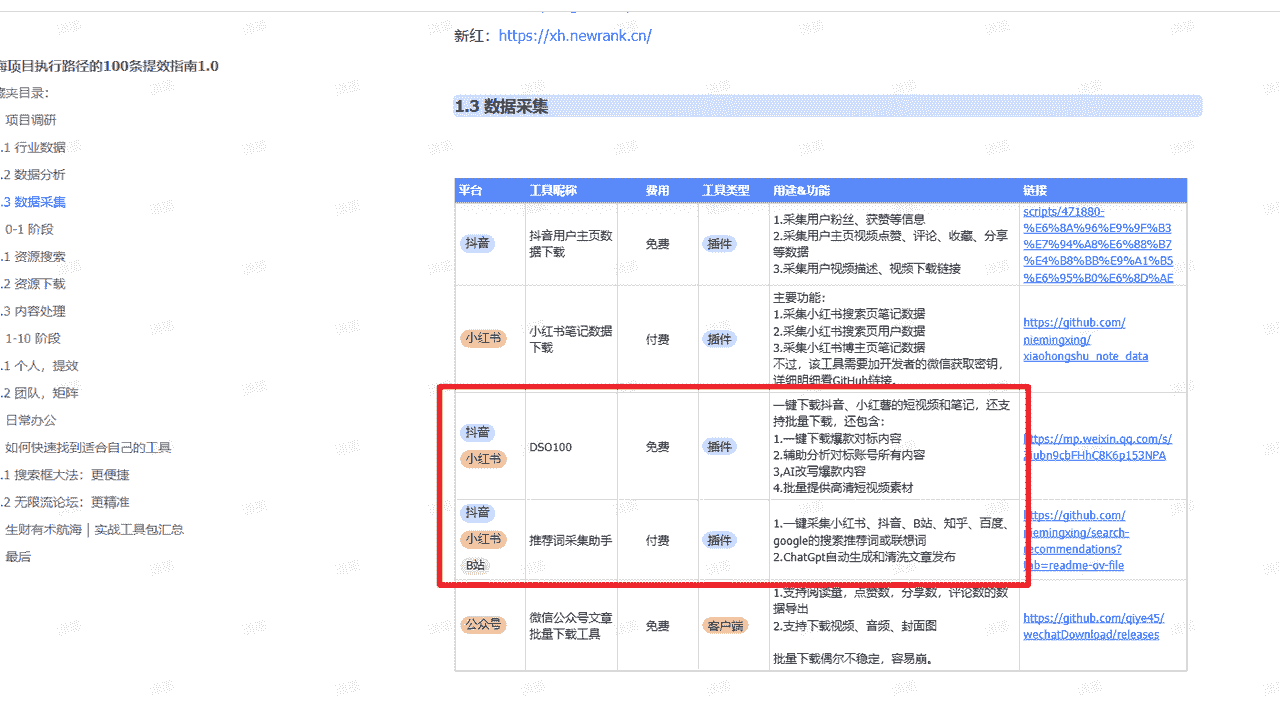 新红：https://xh.newrank.cn/
海项目执行路径的100条提效指南1.0
藏夹目录：
项目调研
.1 行业数据
.2 数据分析
.3 数据采集
0-1 阶段
.1 资源搜索
.2 资源下载
.3 内容处理
1-10 阶段
.1 个人，提效
.2 团队，矩阵
日常办公
如何快速找到适合自己的工具
.1 搜索框大法：更便捷
.2 无限流论坛：更精准
生财有术航海 | 实战工具包汇总
最后
1.3 数据采集
平台 工具昵称 费用 工具类型 用途&功能 链接
抖音
抖音用户主页数
据下载
免费
插件
1.采集用户粉丝、获赞等信息
2.采集用户主页视频点赞、评论、收藏、分享
等数据
3.采集用户视频描述、视频下载链接
scripts/471880-
%E6%8A%96%E9%9F%B3
%E7%94%A8%E6%88%B7
%E4%B8%BB%E9%A1%B5
%E6%95%B0%E6%8D%AE
小红书
小红书笔记数据
下载
付费
插件
主要功能：
1.采集小红书搜索页笔记数据
2.采集小红书搜索页用户数据
3.采集小红书博主页笔记数据
不过，该工具需要加开发者的微信获取密钥，
详细明细看GitHub链接。
https://github.com/
niemingxing/
xiaohongshu_note_data
抖音
小红书
DSO100
免费
插件
一键下载抖音、小红薯的短视频和笔记，还支
持批量下载，还包含：
1.一键下载爆款对标内容
2.辅助分析对标账号所有内容
3,AI改写爆款内容
4.批量提供高清短视频素材
https://mp.weixin.qq.com/s/
ubn9cbFHhC8K6p153NPA
抖音
小红书
B站
推荐词采集助手
付费
插件
1.一键采集小红书、抖音、B站、知乎、百度、
google的搜索推荐词或联想词
2.ChatGpt自动生成和清洗文章发布
https://github.com/
niemingxing/search-
recommendations?
tab=readme-ov-file
公众号
微信公众号文章
批量下载工具
免费
客户端
1.支持阅读量，点赞数，分享数，评论数的数
据导出
2.支持下载视频、音频、封面图
批量下载偶尔不稳定，容易崩。
https://github.com/qiye45/
wechatDownload/releases